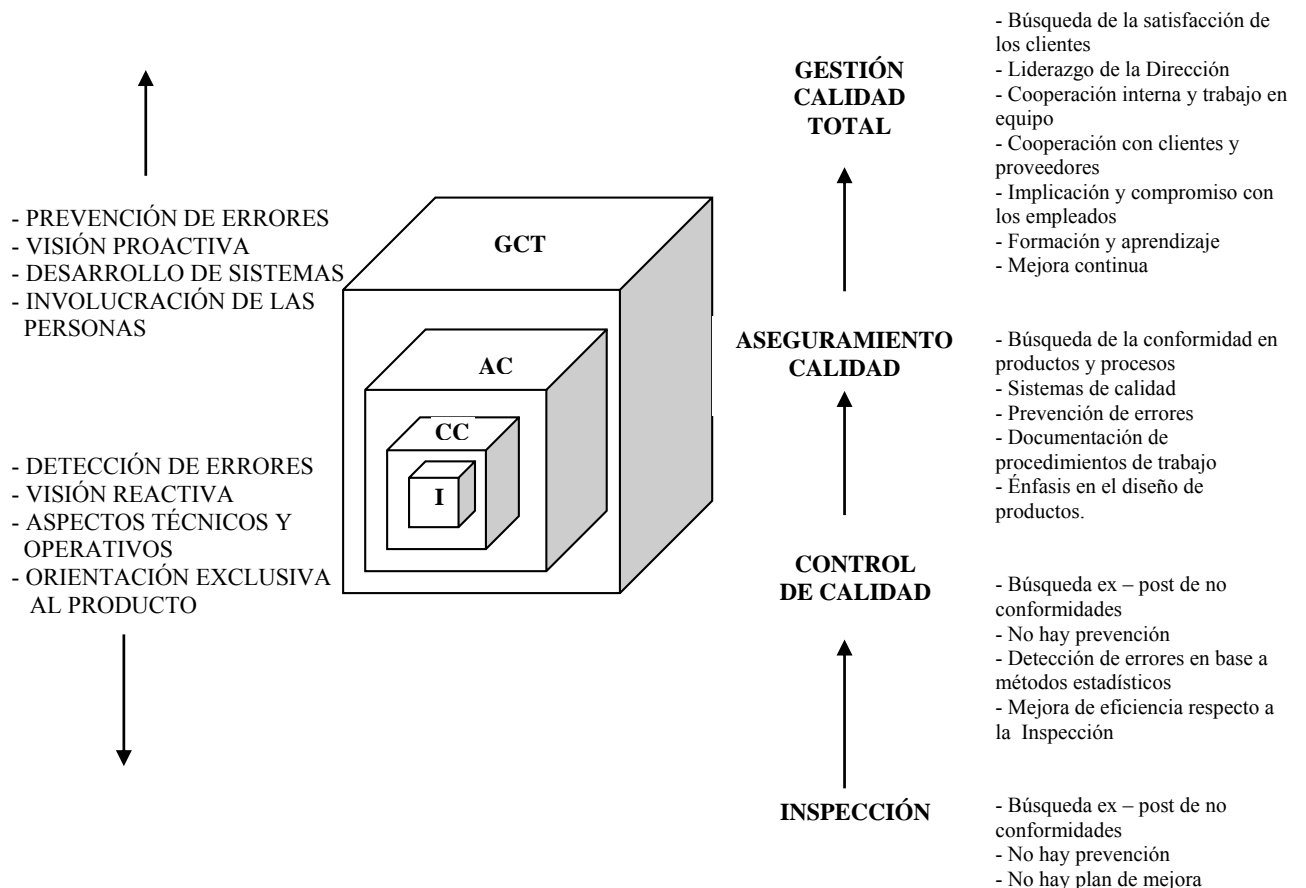 - PREVENCIÓN DE ERRORES
- VISIÓN PROACTIVA
- DESARROLLO DE SISTEMAS
- INVOLUCRACIÓN DE LAS
PERSONAS
- DETECCIÓN DE ERRORES
- VISIÓN REACTIVA
- ASPECTOS TÉCNICOS Y
OPERATIVOS
- ORIENTACIÓN EXCLUSIVA
AL PRODUCTO
GCT
AC
CC
I
GESTIÓN
CALIDAD
TOTAL
- Búsqueda de la satisfacción de
los clientes
- Liderazgo de la Dirección
- Cooperación interna y trabajo en
equipo
- Cooperación con clientes y
proveedores
- Implicación y compromiso con
los empleados
- Formación y aprendizaje
- Mejora continua
ASEGURAMIENTO
CALIDAD
- Búsqueda de la conformidad en
productos y procesos
- Sistemas de calidad
- Prevención de errores
- Documentación de
procedimientos de trabajo
- Énfasis en el diseño de
productos.
CONTROL
DE CALIDAD
- Búsqueda ex – post de no
conformidades
- No hay prevención
- Detección de errores en base a
métodos estadísticos
- Mejora de eficiencia respecto a
la Inspección
INSPECCIÓN
- Búsqueda ex – post de no
conformidades
- No hay prevención
- No hay plan de mejora